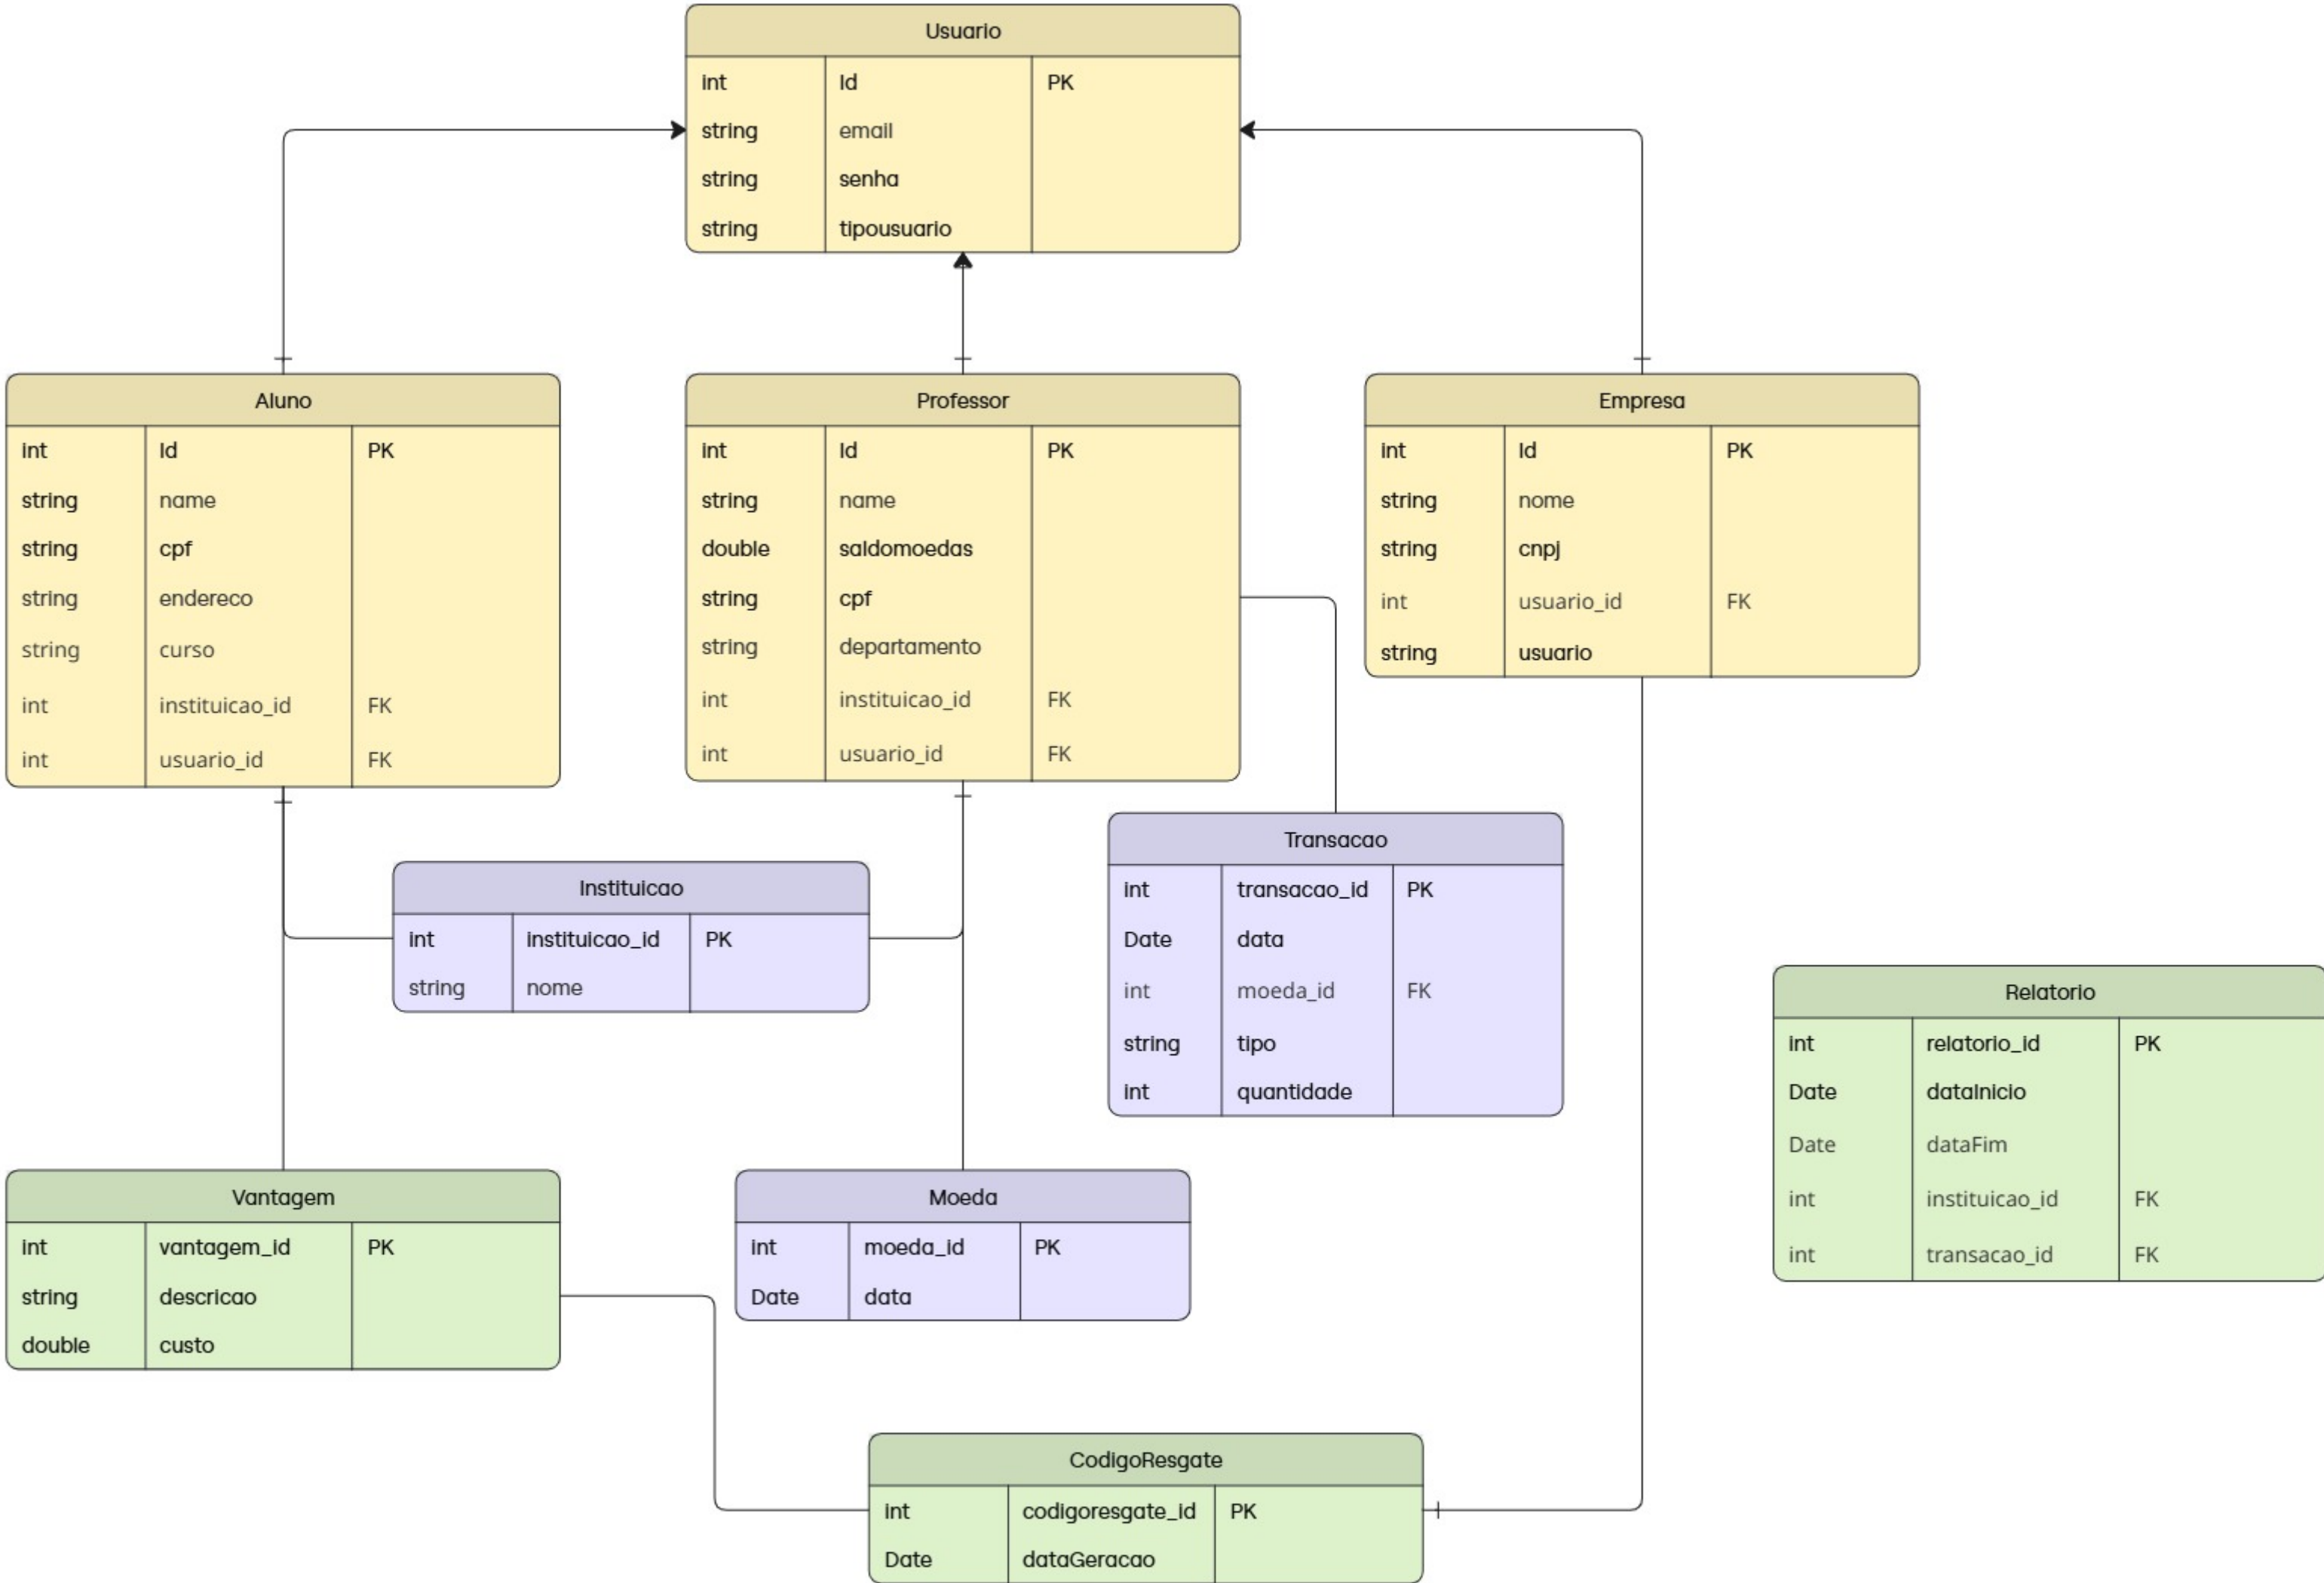 Usuario
int Id PK
string email
string senha
string tipousuario
Aluno
int Id PK
string name
string cpf
string endereco
string curso
int instituicao_id FK
int usuario_id FK
Professor
int Id PK
string name
double saldomoedas
string cpf
string departamento
int instituicao_id FK
int usuario_id FK
Empresa
int Id PK
string nome
string cnpj
int usuario_id FK
string usuario
Transacao
int transacao_id PK
Date data
int moeda_id FK
string tipo
int quantidade
Instituicao
int instituicao_id PK
string nome
Relatorio
int relatorio_id PK
Date dataInicio
Date dataFim
int instituicao_id FK
int transacao_id FK
Vantagem
int vantagem_id PK
string descricao
double custo
Moeda
int moeda_id PK
Date data
CodigoResgate
int codigoresgate_id PK
Date dataGeracao